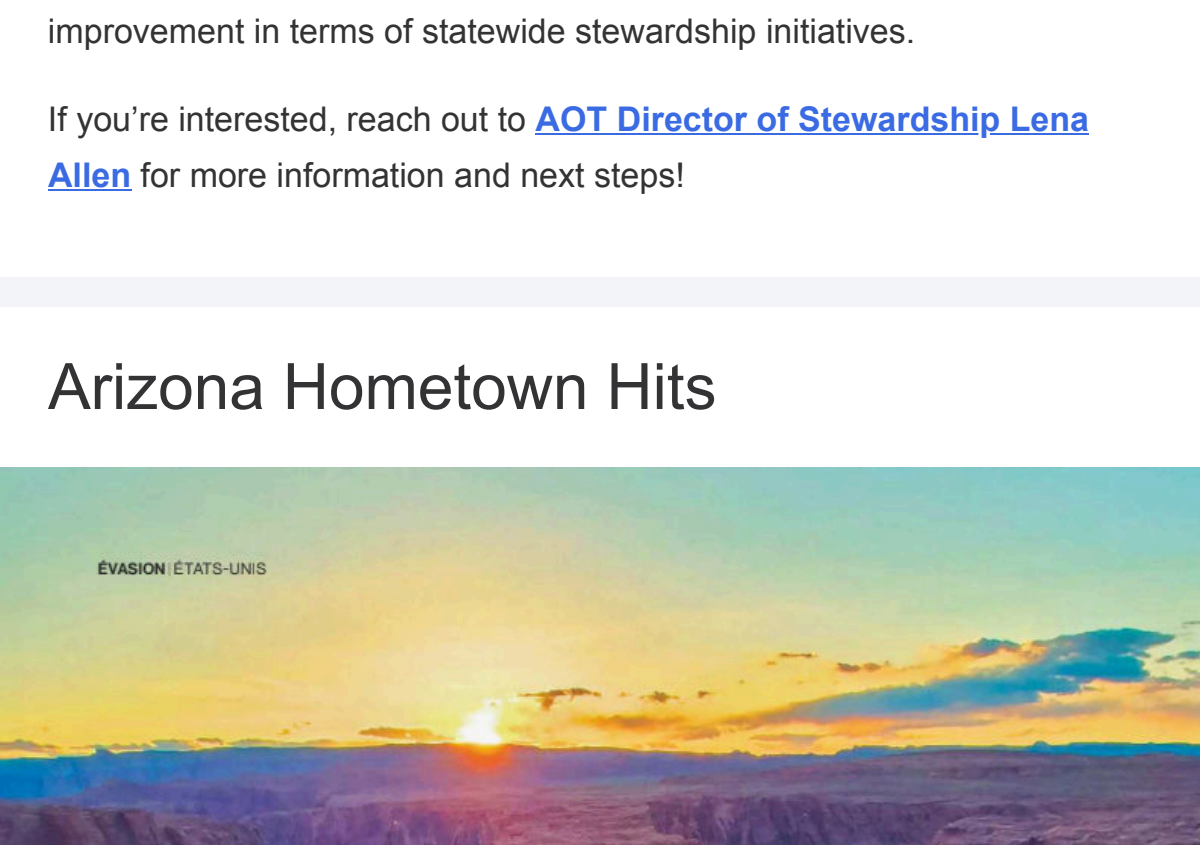 improvement in terms of statewide stewardship initiatives.
If you’re interested, reach out to AOT Director of Stewardship Lena
Allen for more information and next steps!
Arizona Hometown Hits
ÉVASION | ÉTATS-UNIS